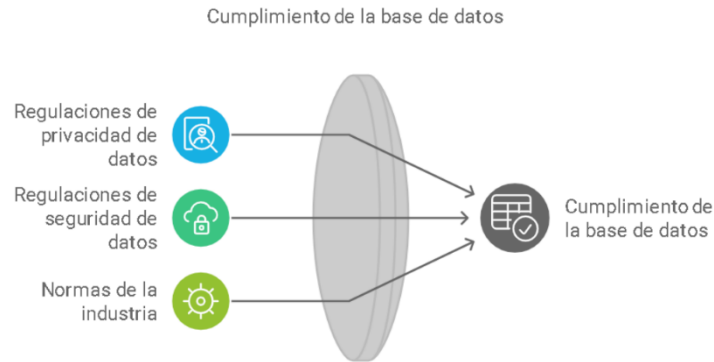 Cumplimiento de la base de datos
Regulaciones de
privacidad de
datos
Regulaciones de
seguridad de
datos
Normas de la
industria
Cumplimiento de
la base de datos